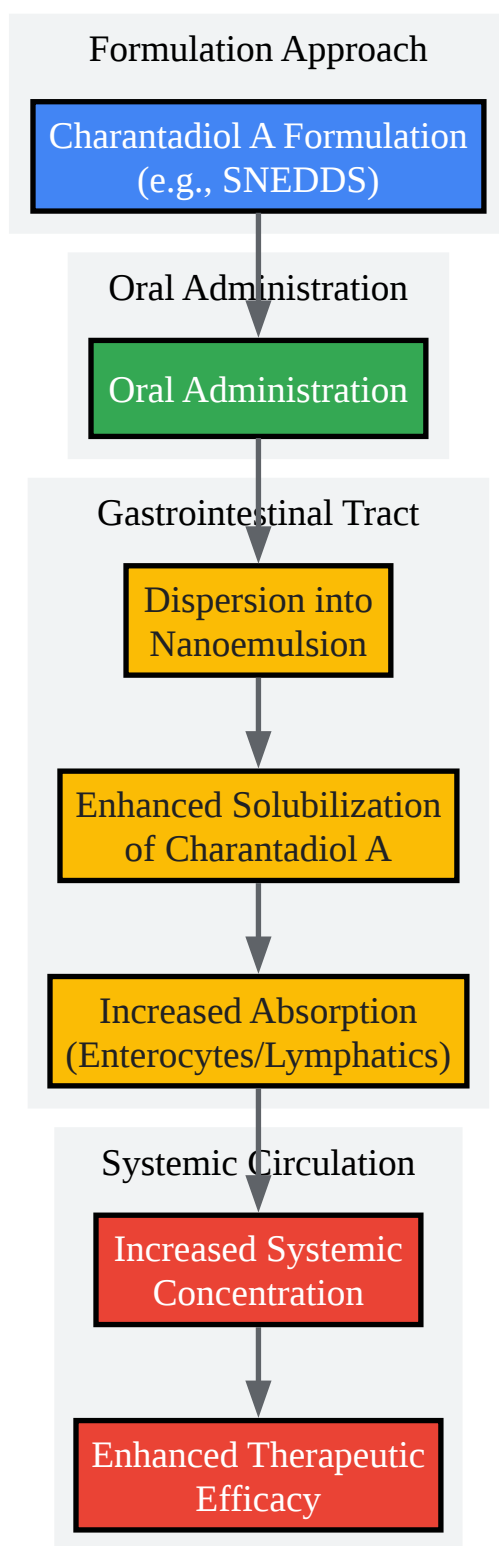 Formulation Approach
Charantadiol A Formulation
(e.g., SNEDDS)
Oral Administration
Oral Administration
Gastrointestinal Tract
Dispersion into
Nanoemulsion
Enhanced Solubilization
of Charantadiol A
Increased Absorption
(Enterocytes/Lymphatics)
Systemic Circulation
Increased Systemic
Concentration
Enhanced Therapeutic
Efficacy